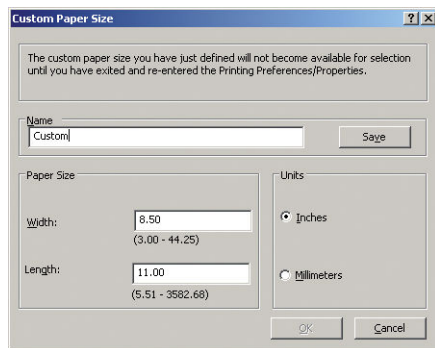 Custom Paper Size
The custom paper size you have just defined will not become available for selection
until you have exited and re-entered the Printing Preferences/Properties.
Name
Custom
Save
Paper Size
Width:
8.50
(3.00 - 44.25)
Length:
11.00
(5.51 - 3582.68)
Units
Inches
Millimeters
OK
Cancel